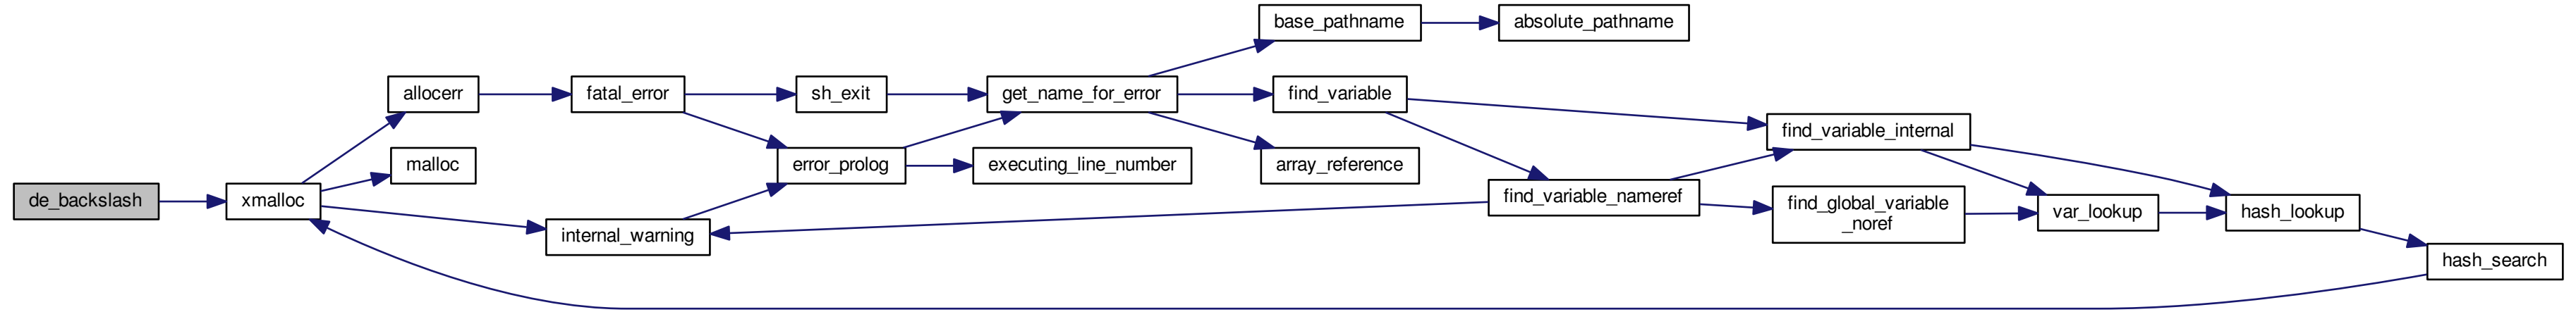 base_pathname
absolute_pathname
allocerr
fatal_error
sh_exit
get_name_for_error
find_variable
find_variable_internal
malloc
error_prolog
executing_line_number
array_reference
de_backslash
xmalloc
find_variable_nameref
find_global_variable
_noref
var_lookup
hash_lookup
internal_warning
hash_search